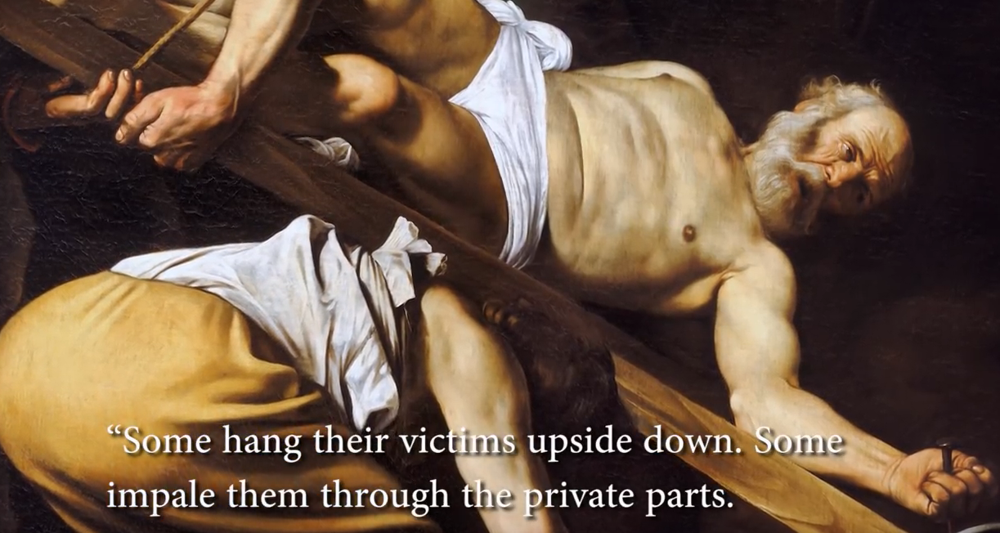 “Some hang their victims upside down. Some
impale them through the private parts.